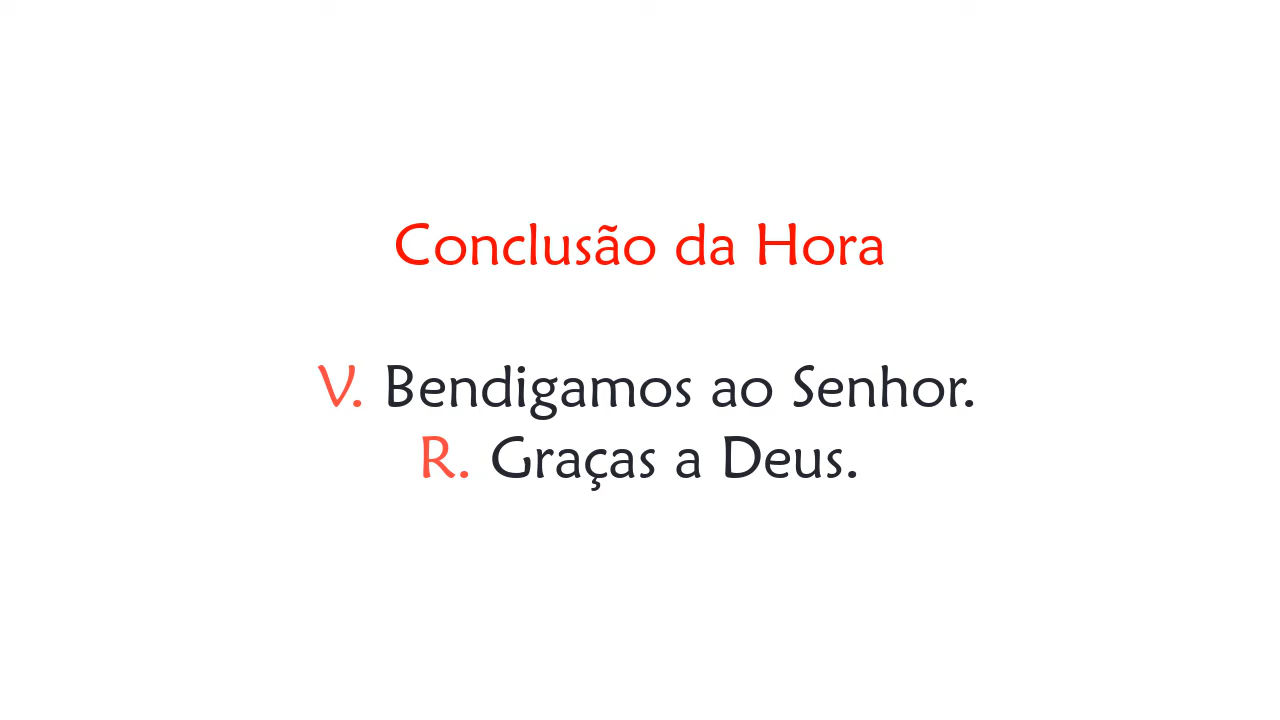 Conclusão da Hora
V. Bendigamos ao Senhor.
R. Graças a Deus.